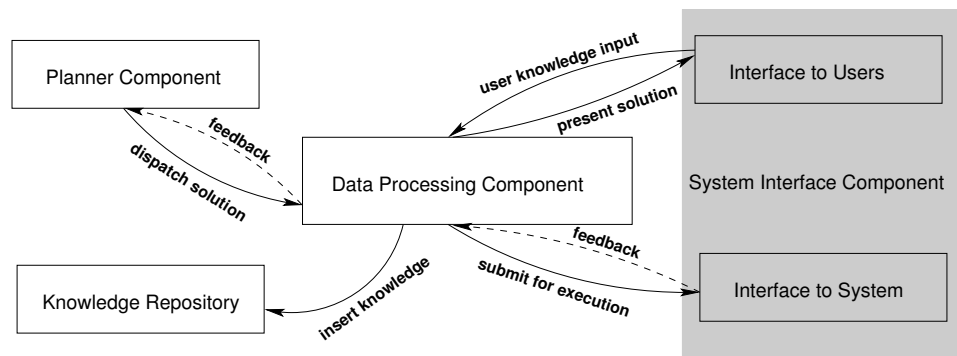 Planner Component
user knowledge input
Interface to Users
present solution
feedback
dispatch solution
Data Processing Component
System Interface Component
feedback
Knowledge Repository
insert knowledge
submit for execution
Interface to System